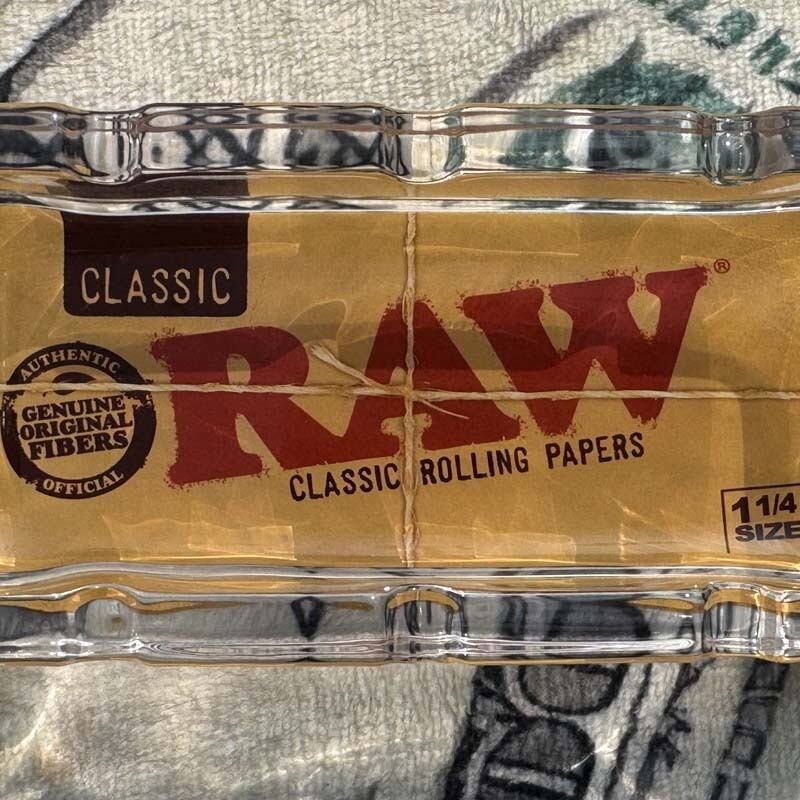 CLASSIC
RAW®
AUTHENTIC
GENUINE
ORIGINAL
FIBERS
OFFICIAL
CLASSIC ROLLING PAPERS
1 1/4
SIZE